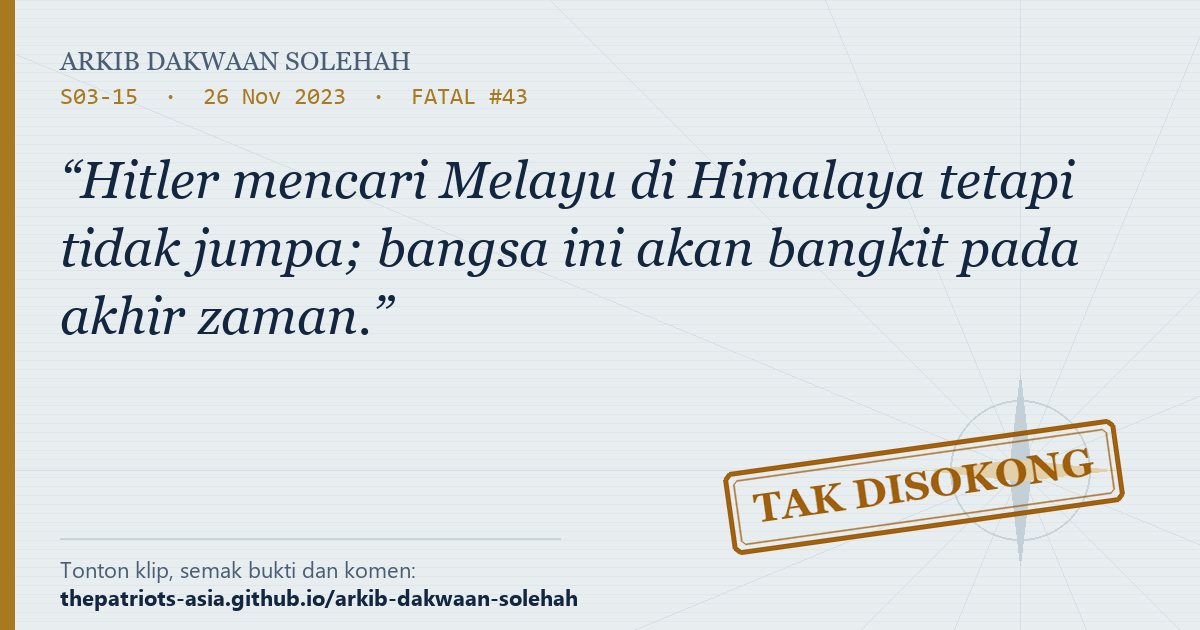 ARKIB DAKWAAN SOLEHAH
S03-15 · 26 Nov 2023 · FATAL #43
“Hitler mencari Melayu di Himalaya tetapi
tidak jumpa; bangsa ini akan bangkit pada
akhir zaman.”
TAK DISOKONG
Tonton klip, semak bukti dan komen:
thepatriots-asia.github.io/arkib-dakwaan-solehah